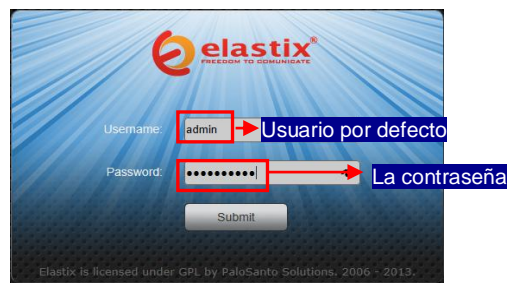 elastix®
FREEDOM TO COMUNICATE
Username: admin Usuario por defecto
Password: La contraseña
Submit
Elastix is licensed under GPL by PaloSanto Solutions. 2006 - 2013.